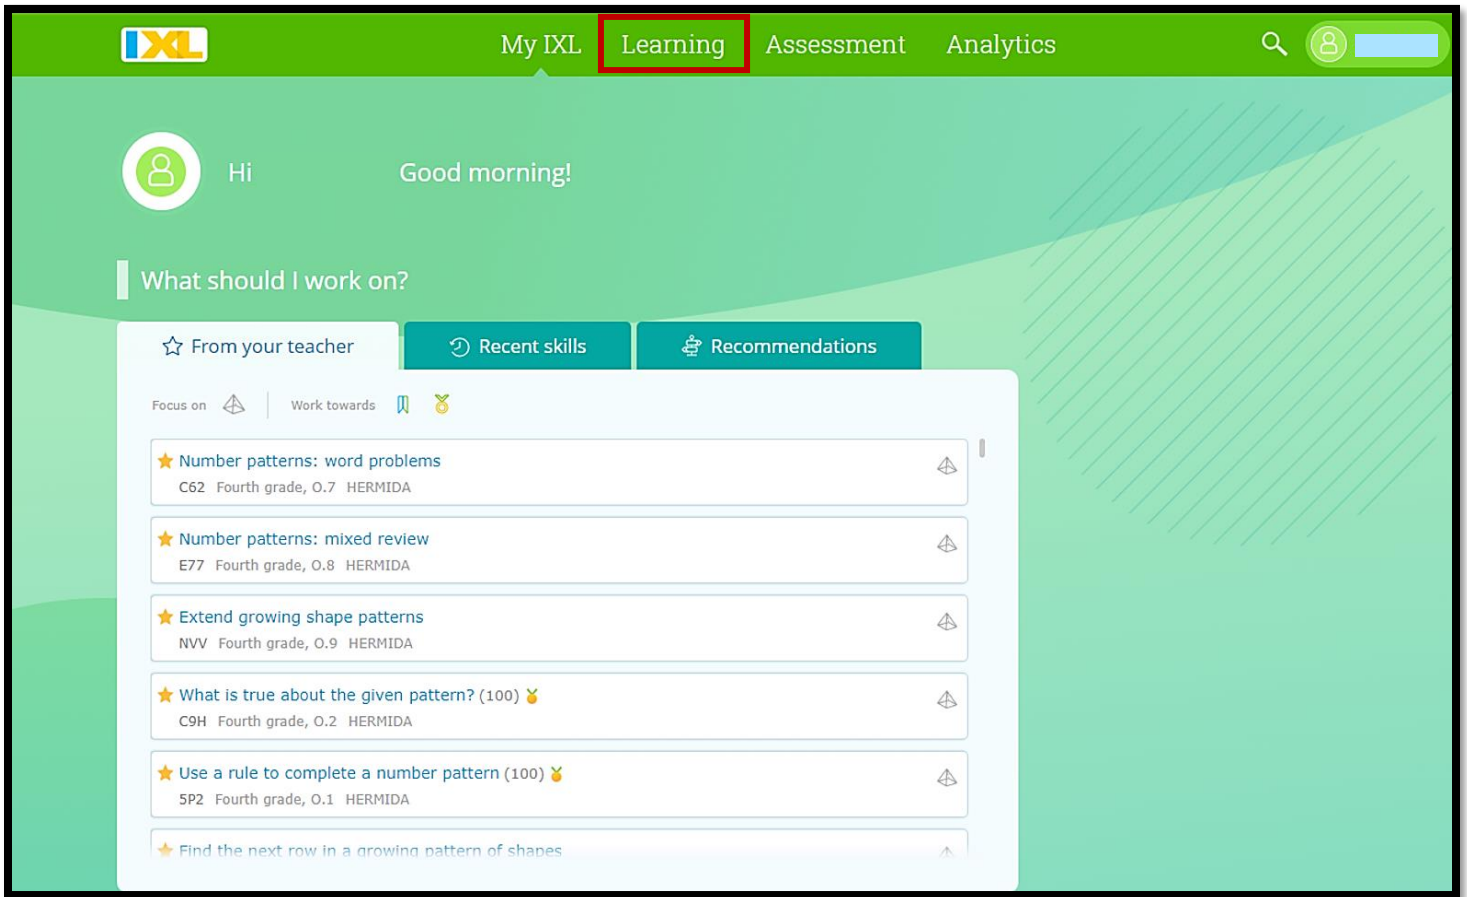 IXL My IXL Learning Assessment Analytics
Hi Good morning!
What should I work on?
From your teacher Recent skills Recommendations
Focus on Work towards
Number patterns: word problems
C62 Fourth grade, O.7 HERMIDA
Number patterns: mixed review
E77 Fourth grade, O.8 HERMIDA
Extend growing shape patterns
NVV Fourth grade, O.9 HERMIDA
What is true about the given pattern? (100)
C9H Fourth grade, O.2 HERMIDA
Use a rule to complete a number pattern (100)
5P2 Fourth grade, O.1 HERMIDA
Find the next row in a growing pattern of shapes